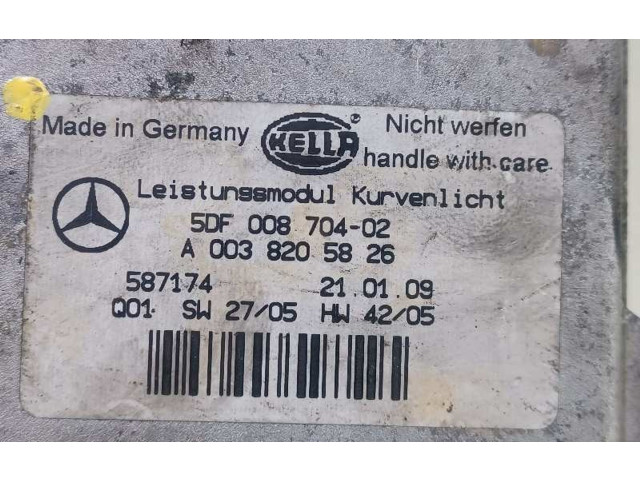 Made in Germany HELLA ® Nicht werfen
handle with care
Leistungsmodul Kurvenlicht
5DF 008 704-02
A 003 820 58 26
587174 21.01.09
Q01 SW 27/05 HW 42/05